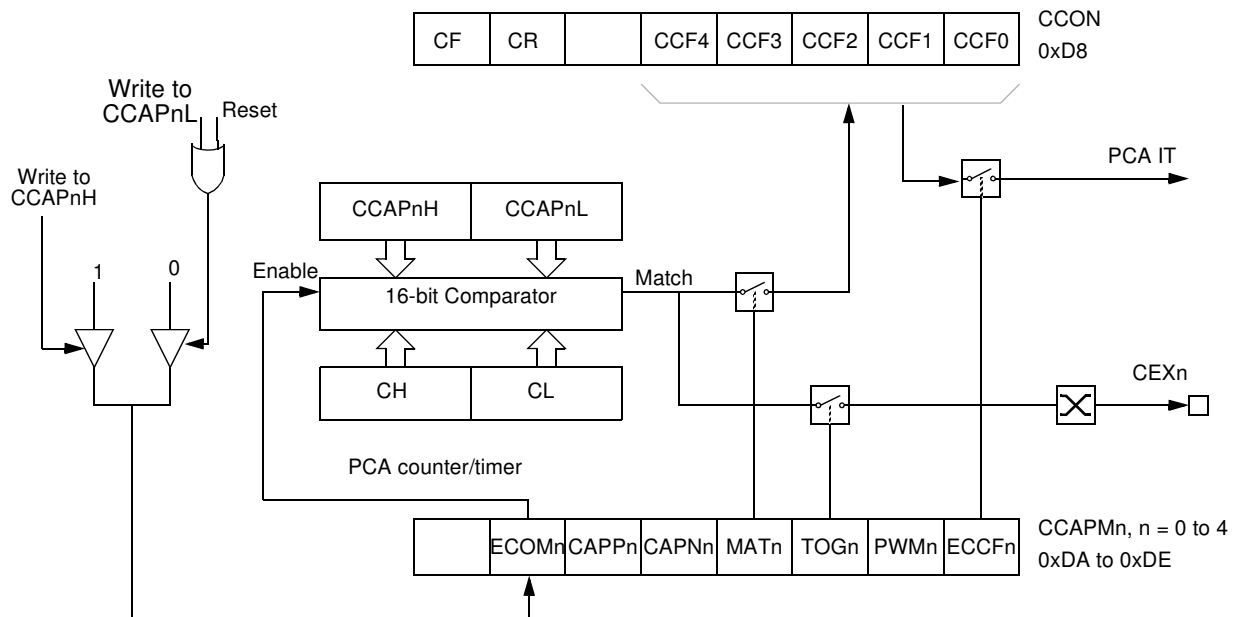 CCON
CF CR CCF4 CCF3 CCF2 CCF1 CCF0
0xD8
Write to
CCAPnL
Reset
PCA IT
Write to
CCAPnH
CCAPnH CCAPnL
1
0
Enable
Match
16-bit Comparator
CH CL
CEXn
PCA counter/timer
CCAPMn, n = 0 to 4
ECOMn CAPPn CAPNn MATn TOGn PWMn ECCFn
0xDA to 0xDE